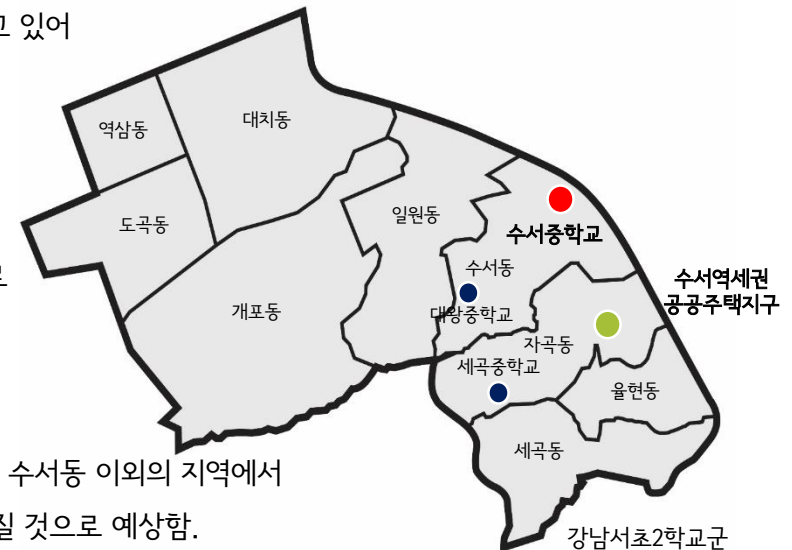 고 있어
역삼동
대치동
도곡동
일원동
수서중학교
수서동
수서역세권
공공주택지구
로
개포동
대왕중학교
자곡동
세곡중학교
율현동
세곡동
수서동 이외의 지역에서
질 것으로 예상함.
강남서초2학교군